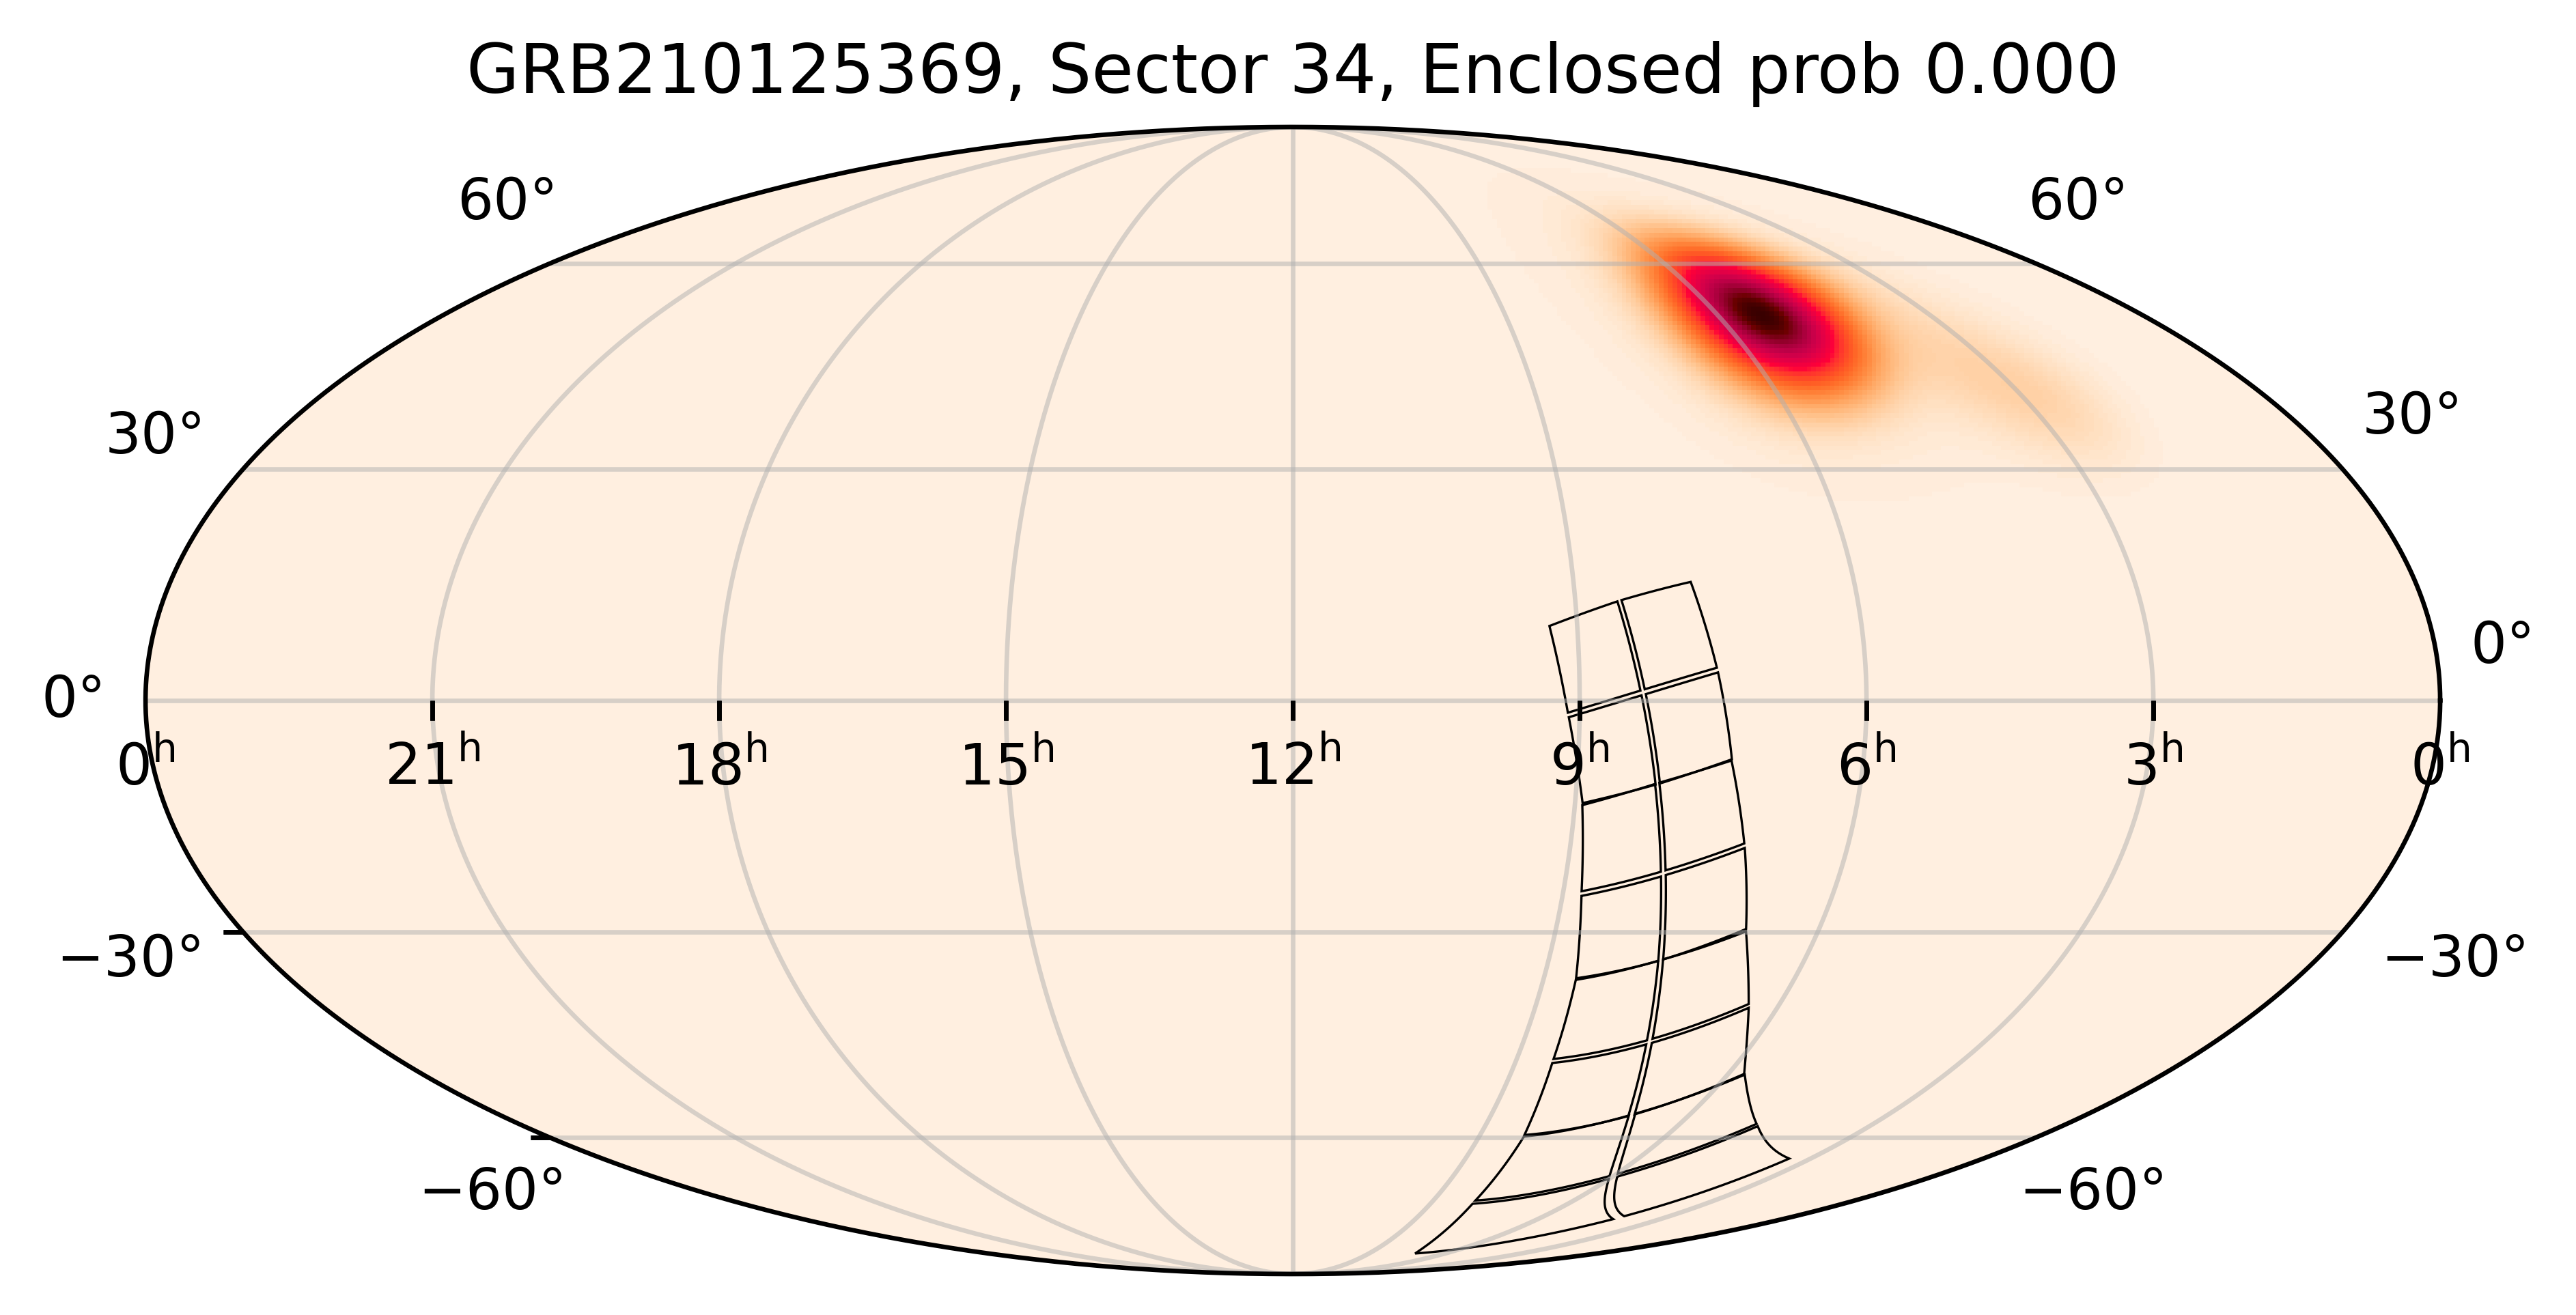 GRB210125369, Sector 34, Enclosed prob 0.000
60° 60°
30° 30°
0° 0°
0ʰ 21ʰ 18ʰ 15ʰ 12ʰ 9ʰ 6ʰ 3ʰ 0ʰ
−30° −30°
−60° −60°